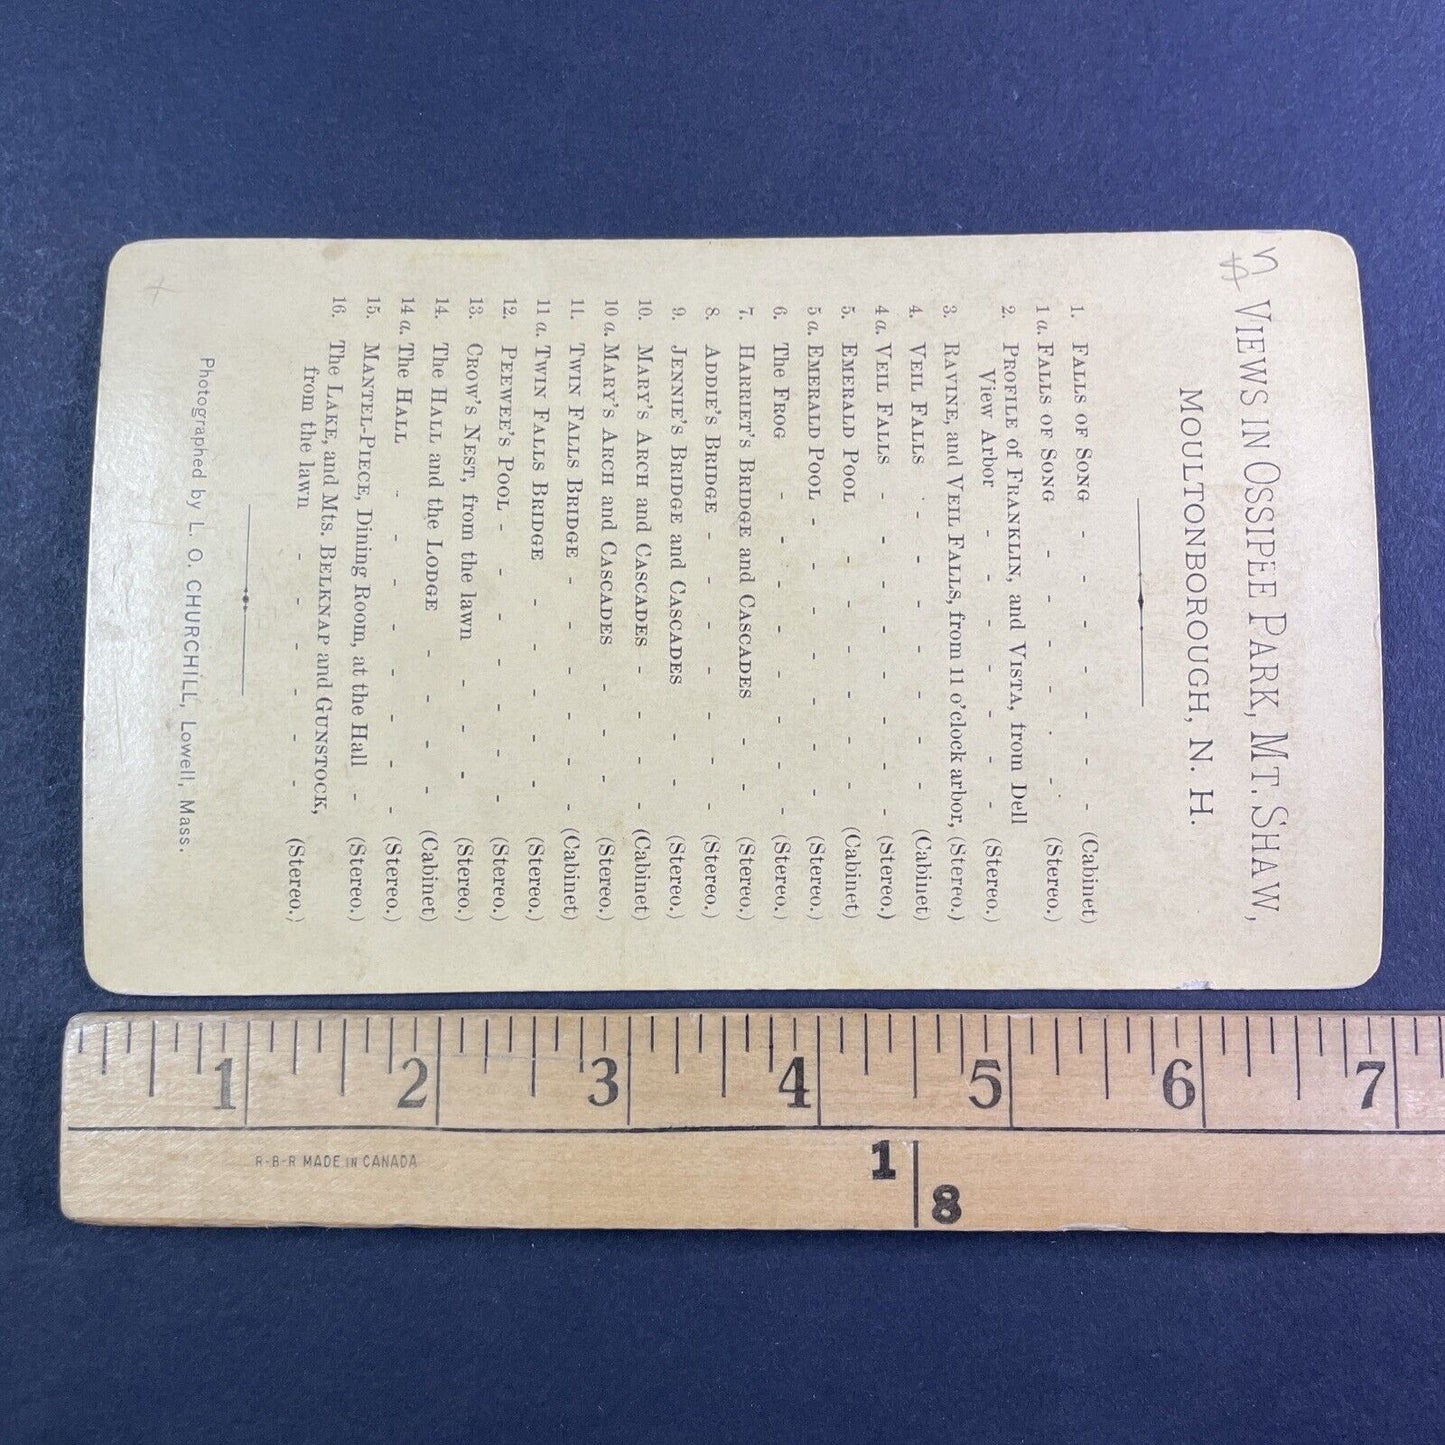 VIEWS IN OSSIPEE PARK, MT. SHAW,
MOULTONBOROUGH, N. H.
1. FALLS OF SONG - - - - - - (Cabinet)
1 a. FALLS OF SONG - - - - - - (Stereo.)
2. PROFILE of FRANKLIN, and VISTA, from Dell
View Arbor - - - - - - - (Stereo.)
3. RAVINE, and VEIL FALLS, from 11 o'clock arbor, (Stereo.)
4. VEIL FALLS - - - - - - - (Cabinet)
4 a. VEIL FALLS - - - - - - - - (Stereo.)
5. EMERALD POOL - - - - - - (Cabinet)
5 a. EMERALD POOL - - - - - - - (Stereo.)
6. The FROG - - - - - - - - (Stereo.)
7. HARRIET'S BRIDGE and CASCADES - - - (Stereo.)
8. ADDIE'S BRIDGE - - - - - - - (Stereo.)
9. JENNIE'S BRIDGE and CASCADES - - - (Stereo.)
10. MARY'S ARCH and CASCADES - - - - (Cabinet)
10 a. MARY'S ARCH and CASCADES - - - (Stereo.)
11. TWIN FALLS BRIDGE - - - - - - (Cabinet)
11 a. TWIN FALLS BRIDGE - - - - - (Stereo.)
12. PEEWEE'S POOL - - - - - - - (Stereo.)
13. CROW'S NEST, from the lawn - - - (Stereo.)
14. The HALL and the LODGE - - - - (Cabinet)
14 a. The HALL - - - - - - - - (Stereo.)
15. MANTEL-PIECE, Dining Room, at the Hall - (Stereo.)
16. The LAKE, and Mts. BELKNAP and GUNSTOCK,
from the lawn - - - - - - (Stereo.)
Photographed by L. O. CHURCHILL, Lowell, Mass.
1 2 3 4 5 6 7
R-B-R MADE IN CANADA
1
8